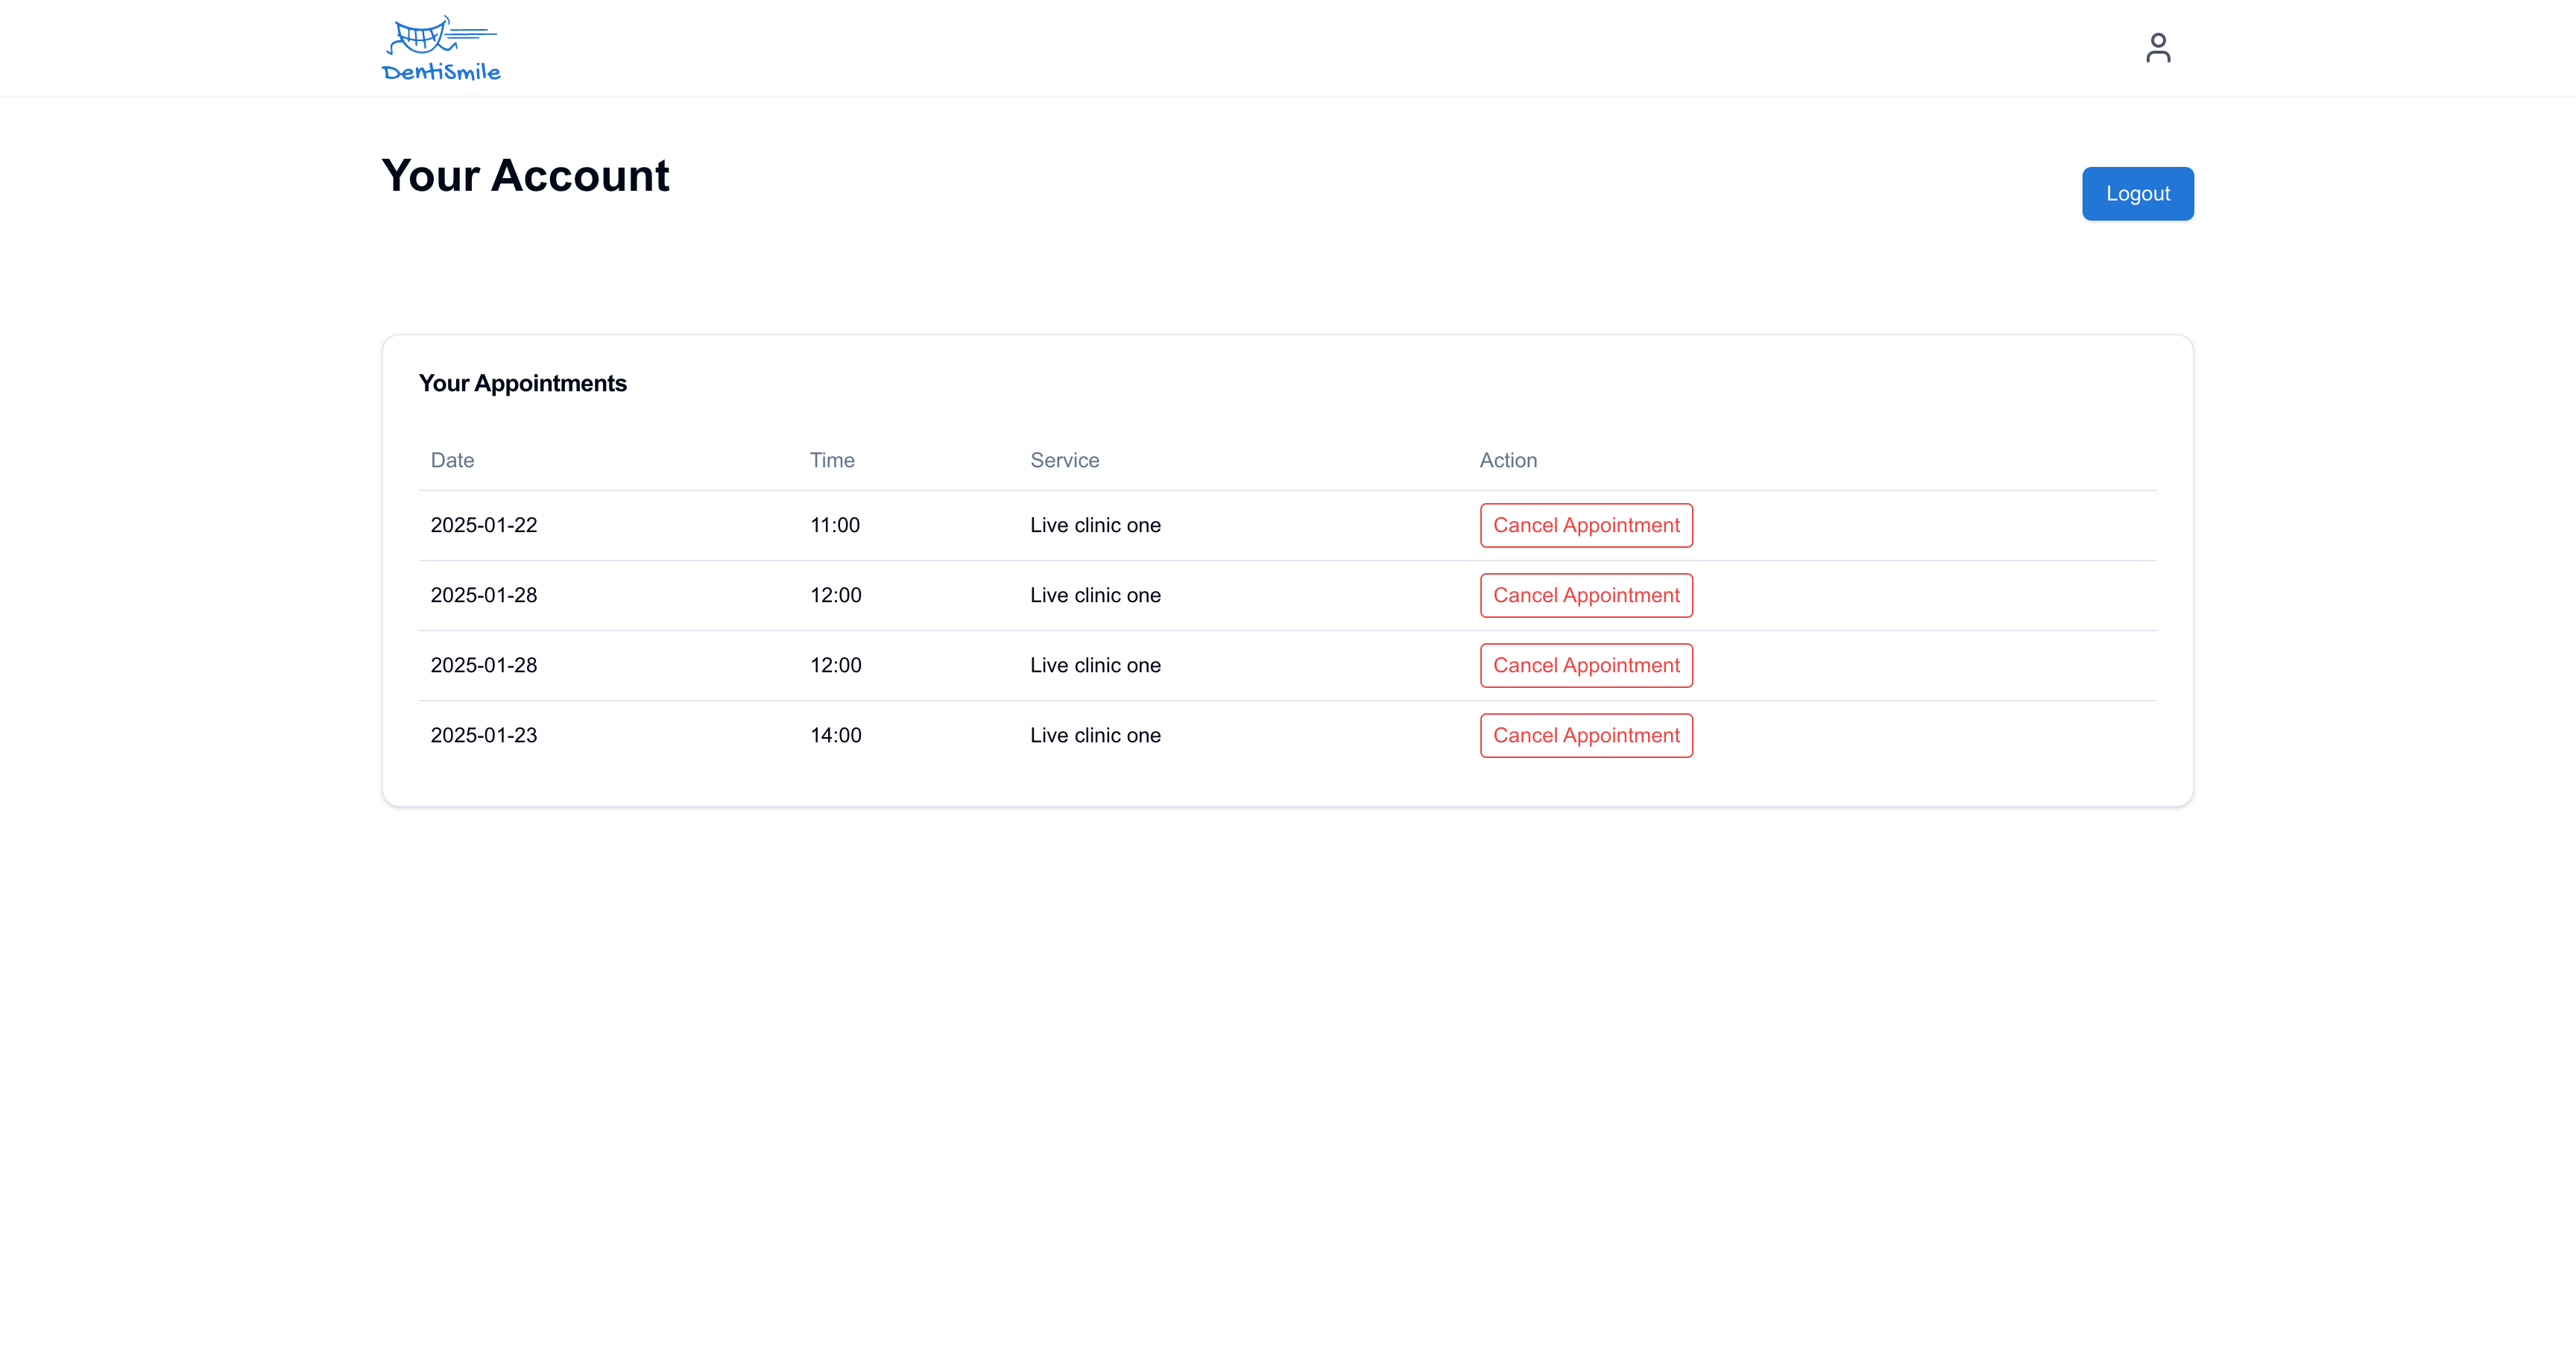 DentiSmile
Your Account
Logout
Your Appointments
Date Time Service Action
2025-01-22 11:00 Live clinic one Cancel Appointment
2025-01-28 12:00 Live clinic one Cancel Appointment
2025-01-28 12:00 Live clinic one Cancel Appointment
2025-01-23 14:00 Live clinic one Cancel Appointment